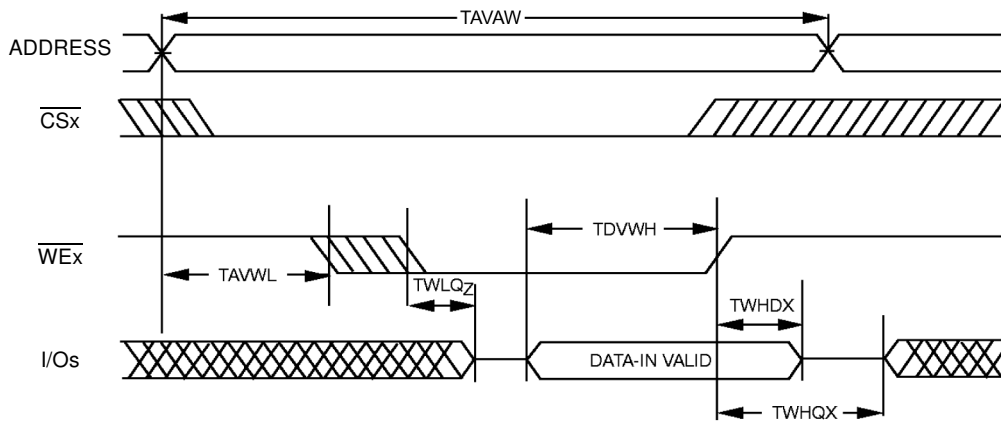 TAVAW
ADDRESS
CSx
TDVWH
WEx
TAVWL
TWLQZ
TWHDX
I/Os
DATA-IN VALID
TWHQX